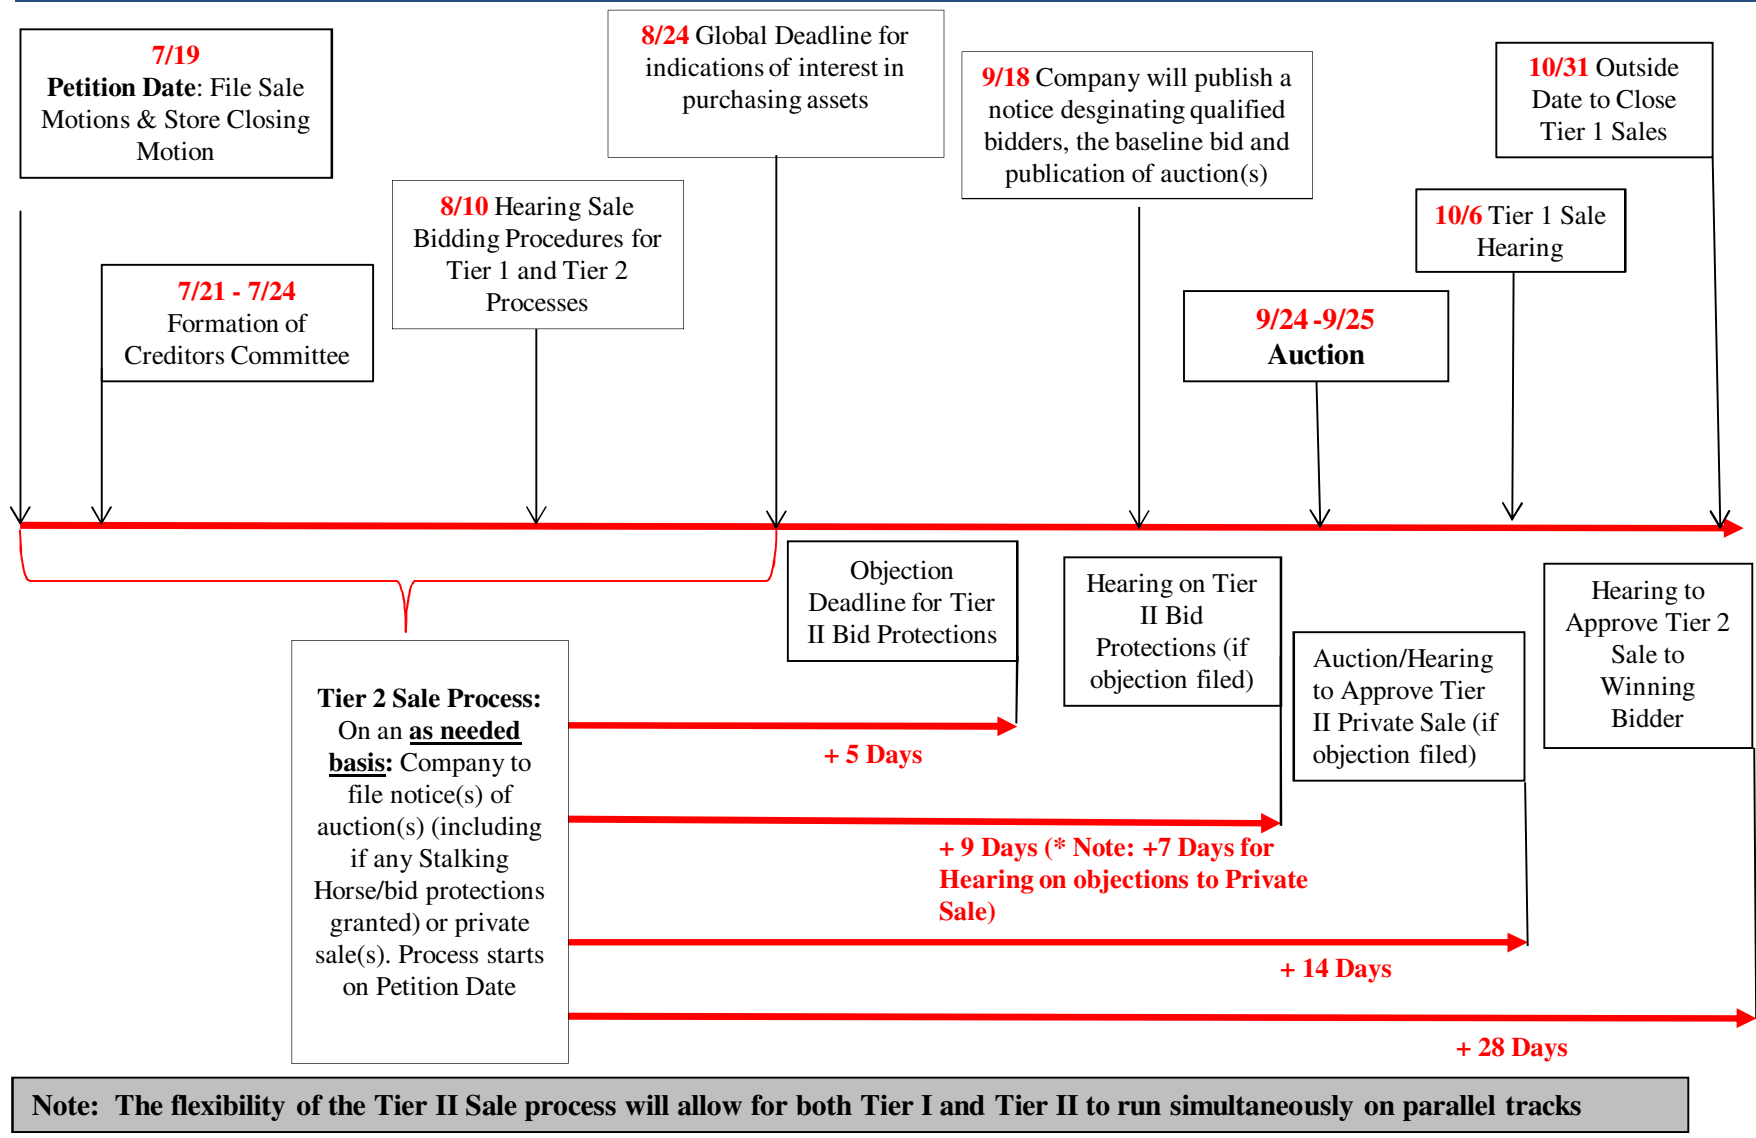 7/19
Petition Date: File Sale
Motions & Store Closing
Motion
7/21 - 7/24
Formation of
Creditors Committee
8/10 Hearing Sale
Bidding Procedures for
Tier 1 and Tier 2
Processes
8/24 Global Deadline for
indications of interest in
purchasing assets
9/18 Company will publish a
notice desginating qualified
bidders, the baseline bid and
publication of auction(s)
9/24 -9/25
Auction
10/6 Tier 1 Sale
Hearing
10/31 Outside
Date to Close
Tier 1 Sales
Objection
Deadline for Tier
II Bid Protections
Hearing on Tier
II Bid
Protections (if
objection filed)
Auction/Hearing
to Approve Tier
II Private Sale (if
objection filed)
Hearing to
Approve Tier 2
Sale to
Winning
Bidder
Tier 2 Sale Process:
On an as needed
basis: Company to
file notice(s) of
auction(s) (including
if any Stalking
Horse/bid protections
granted) or private
sale(s). Process starts
on Petition Date
+ 5 Days
+ 9 Days (* Note: +7 Days for
Hearing on objections to Private
Sale)
+ 14 Days
+ 28 Days
Note: The flexibility of the Tier II Sale process will allow for both Tier I and Tier II to run simultaneously on parallel tracks